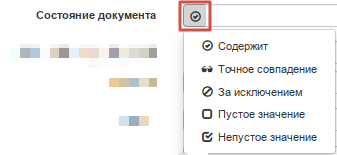 Состояние документа
Содержит
Точное совпадение
За исключением
Пустое значение
Непустое значение